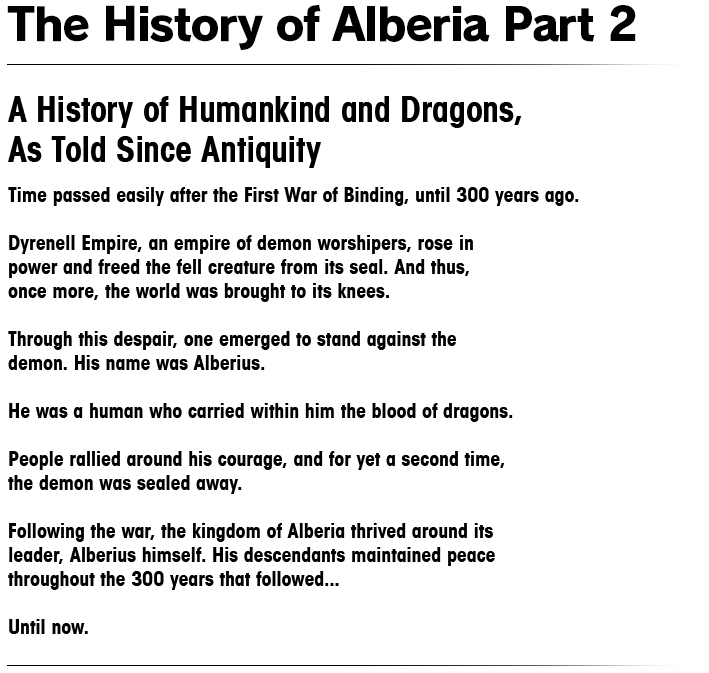 The History of Alberia Part 2
A History of Humankind and Dragons,
As Told Since Antiquity
Time passed easily after the First War of Binding, until 300 years ago.
Dyrenell Empire, an empire of demon worshipers, rose in
power and freed the fell creature from its seal. And thus,
once more, the world was brought to its knees.
Through this despair, one emerged to stand against the
demon. His name was Alberius.
He was a human who carried within him the blood of dragons.
People rallied around his courage, and for yet a second time,
the demon was sealed away.
Following the war, the kingdom of Alberia thrived around its
leader, Alberius himself. His descendants maintained peace
throughout the 300 years that followed...
Until now.